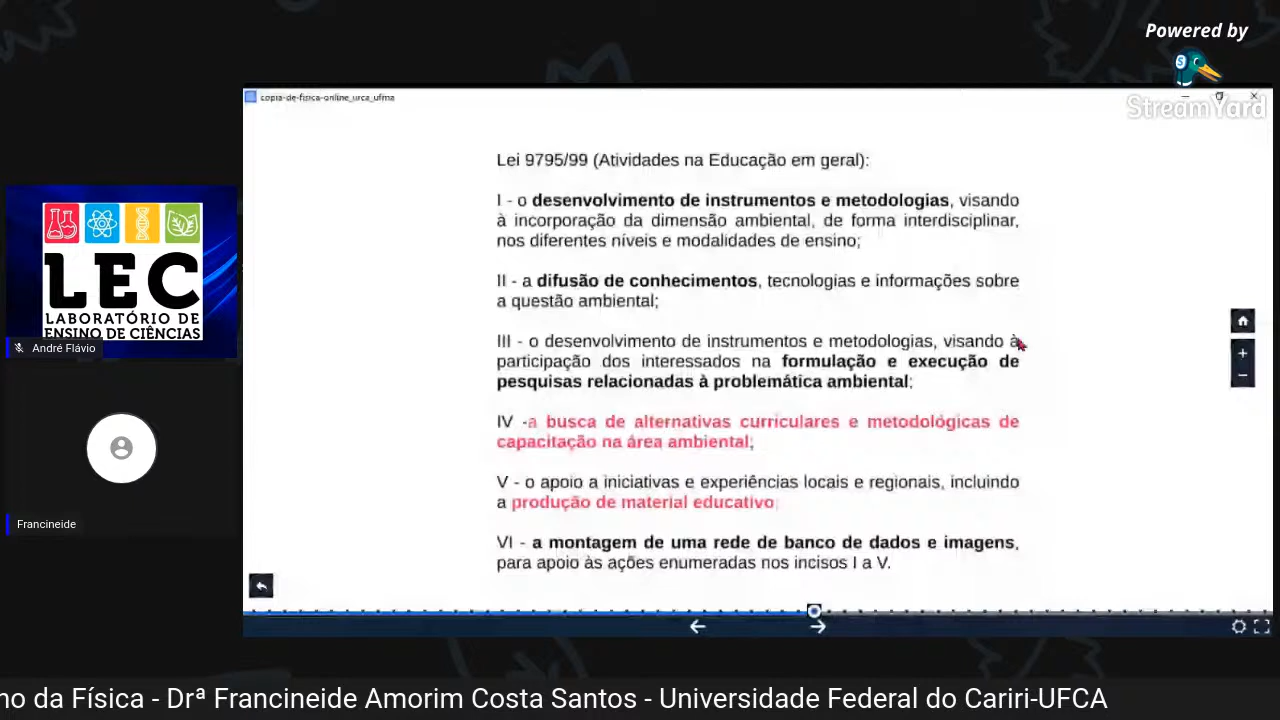 Powered by
StreamYard
copia-de-fisica-online_urca_ufma
Lei 9795/99 (Atividades na Educação em geral):
I - o desenvolvimento de instrumentos e metodologias, visando
à incorporação da dimensão ambiental, de forma interdisciplinar,
nos diferentes níveis e modalidades de ensino;
II - a difusão de conhecimentos, tecnologias e informações sobre
a questão ambiental;
III - o desenvolvimento de instrumentos e metodologias, visando à
participação dos interessados na formulação e execução de
pesquisas relacionadas à problemática ambiental;
IV -a busca de alternativas curriculares e metodológicas de
capacitação na área ambiental;
V - o apoio a iniciativas e experiências locais e regionais, incluindo
a produção de material educativo;
VI - a montagem de uma rede de banco de dados e imagens,
para apoio às ações enumeradas nos incisos I a V.
LEC
LABORATÓRIO DE
ENSINO DE CIÊNCIAS
André Flávio
Francineide
no da Física - Drª Francineide Amorim Costa Santos - Universidade Federal do Cariri-UFCA